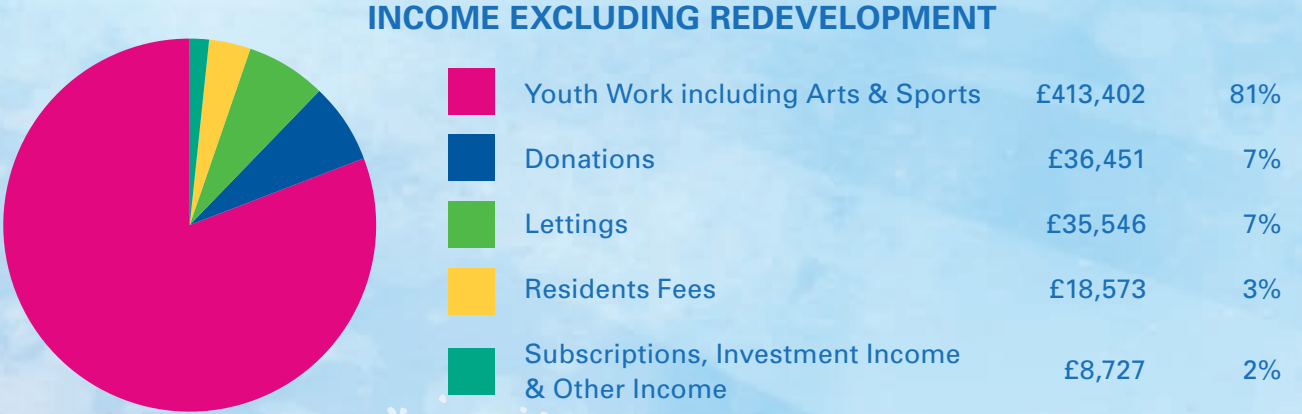 INCOME EXCLUDING REDEVELOPMENT
Youth Work including Arts & Sports £413,402 81%
Donations £36,451 7%
Lettings £35,546 7%
Residents Fees £18,573 3%
Subscriptions, Investment Income
& Other Income £8,727 2%